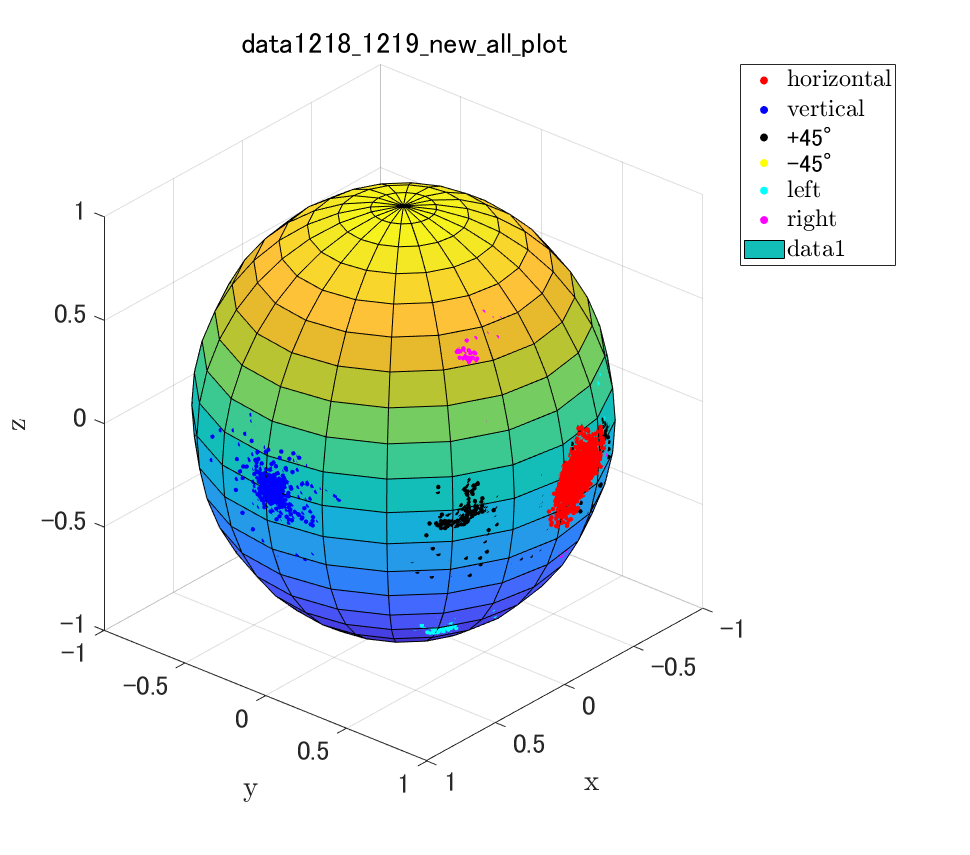 data1218_1219_new_all_plot
horizontal
vertical
+45°
-45°
left
right
data1
1
0.5
0
-0.5
-1
z
-1
-0.5
0
0.5
1
y
1
0.5
0
-0.5
-1
x